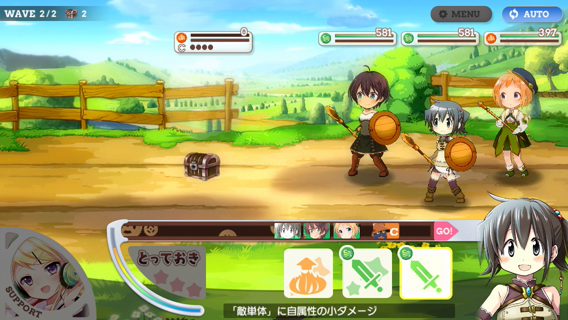 WAVE 2/2 2
MENU
AUTO
0
C
581
581
397
C
GO!
とっておき
SUPPORT
「敵単体」に自属性の小ダメージ